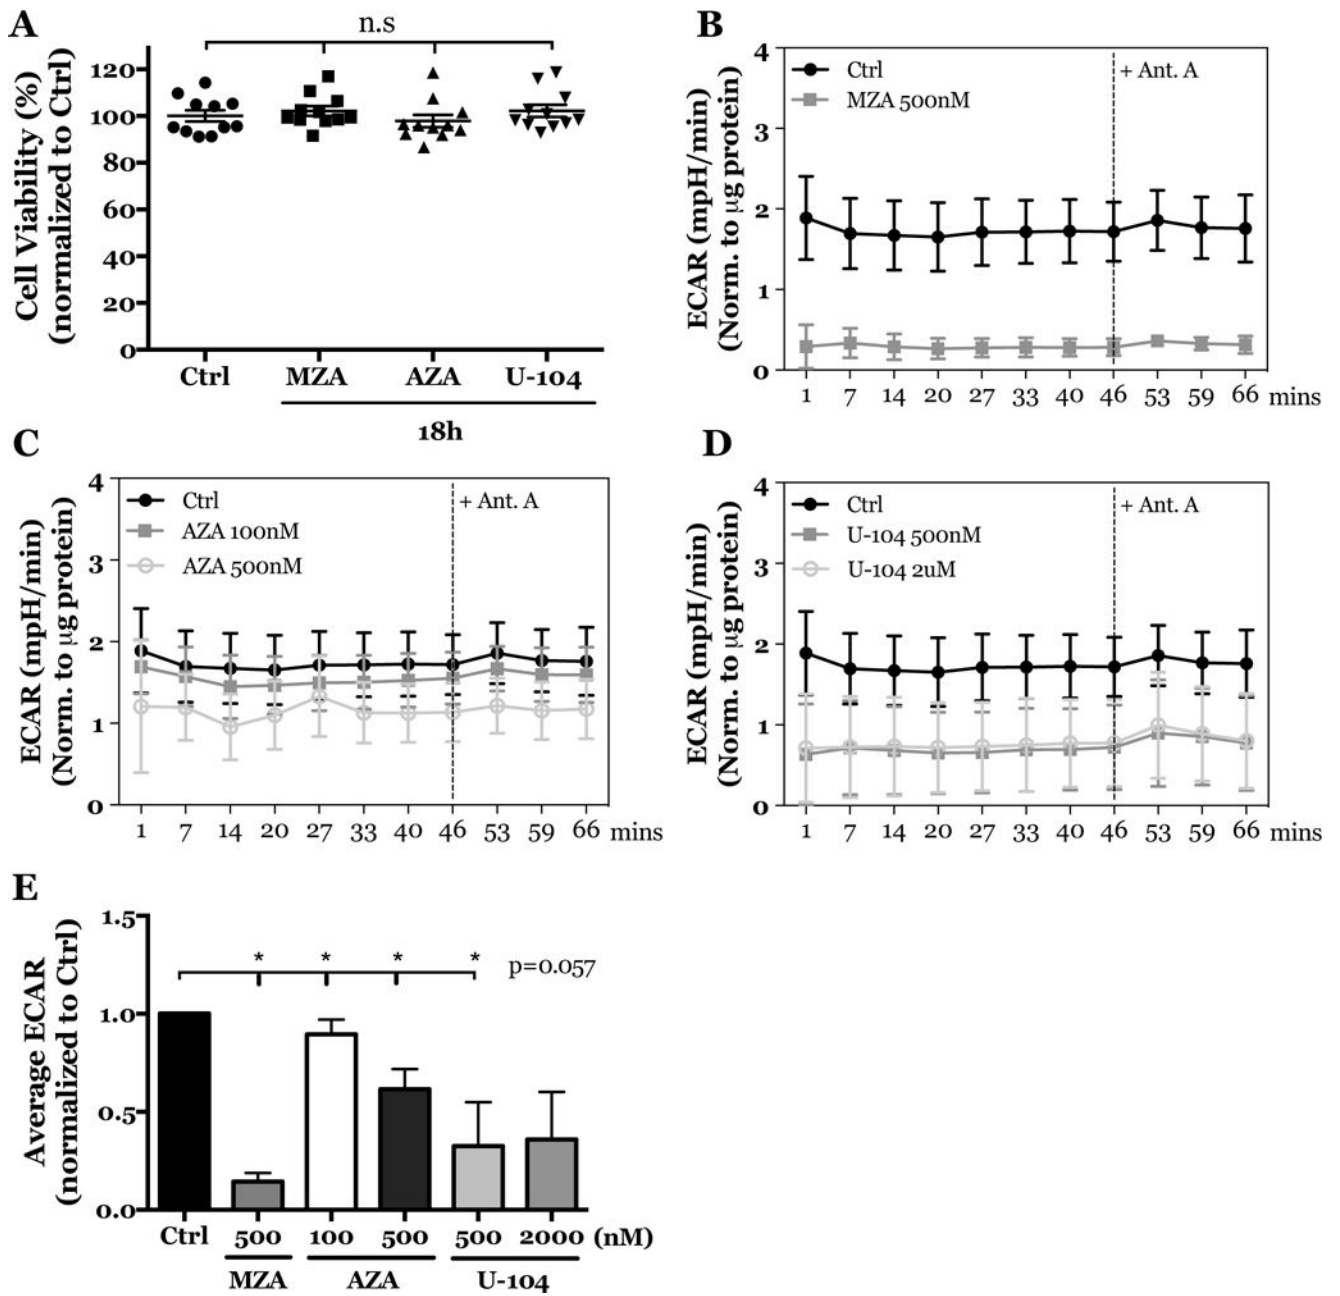 A
n.s
Cell Viability (%)
(normalized to Ctrl)
120
100
80
60
40
20
0
Ctrl MZA AZA U-104
18h
B
ECAR (mpH/min)
(Norm. to µg protein)
4
3
2
1
0
Ctrl
MZA 500nM
+ Ant. A
1 7 14 20 27 33 40 46 53 59 66 mins
C
ECAR (mpH/min)
(Norm. to µg protein)
4
3
2
1
0
Ctrl
AZA 100nM
AZA 500nM
+ Ant. A
1 7 14 20 27 33 40 46 53 59 66 mins
D
ECAR (mpH/min)
(Norm. to µg protein)
4
3
2
1
0
Ctrl
U-104 500nM
U-104 2uM
+ Ant. A
1 7 14 20 27 33 40 46 53 59 66 mins
E
Average ECAR
(normalized to Ctrl)
1.5
1.0
0.5
0.0
* * * *
p=0.057
Ctrl 500 100 500 500 2000 (nM)
MZA AZA U-104